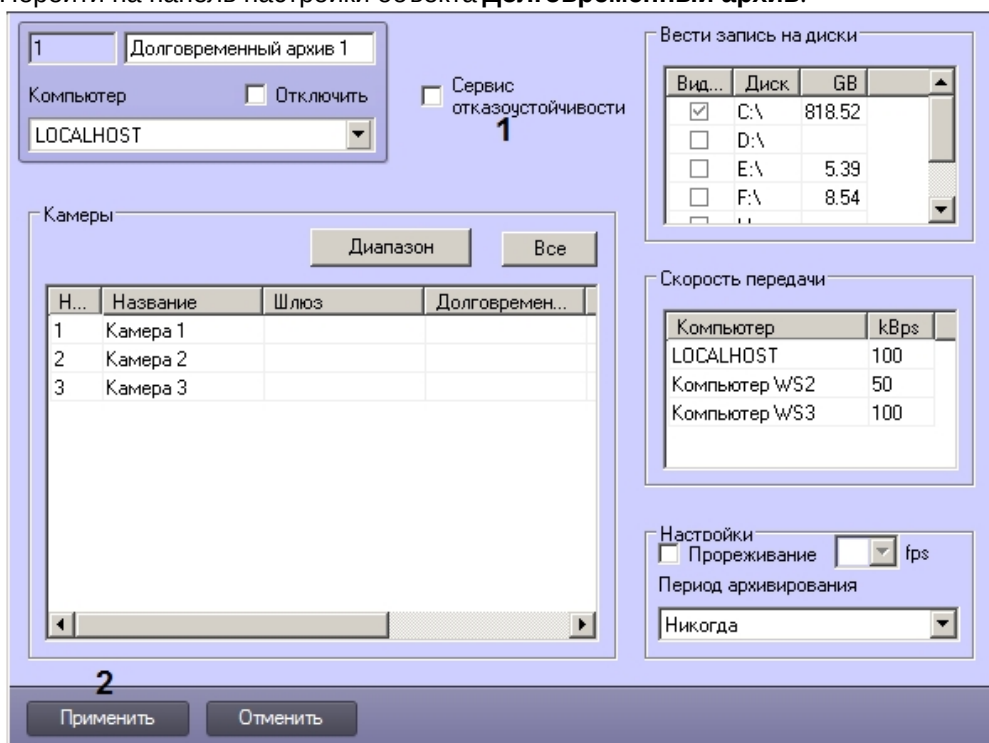 Перейти на панель настройки объекта Долговременный архив.
1 Долговременный архив 1
Компьютер Отключить
LOCALHOST
Сервис
отказоустойчивости
1
Вести запись на диски
Вид... Диск GB
C:\ 818.52
D:\
E:\ 5.39
F:\ 8.54
Камеры
Диапазон Все
Н... Название Шлюз Долговремен...
1 Камера 1
2 Камера 2
3 Камера 3
Скорость передачи
Компьютер kBps
LOCALHOST 100
Компьютер WS2 50
Компьютер WS3 100
Настройки
Прореживание fps
Период архивирования
Никогда
2
Применить Отменить